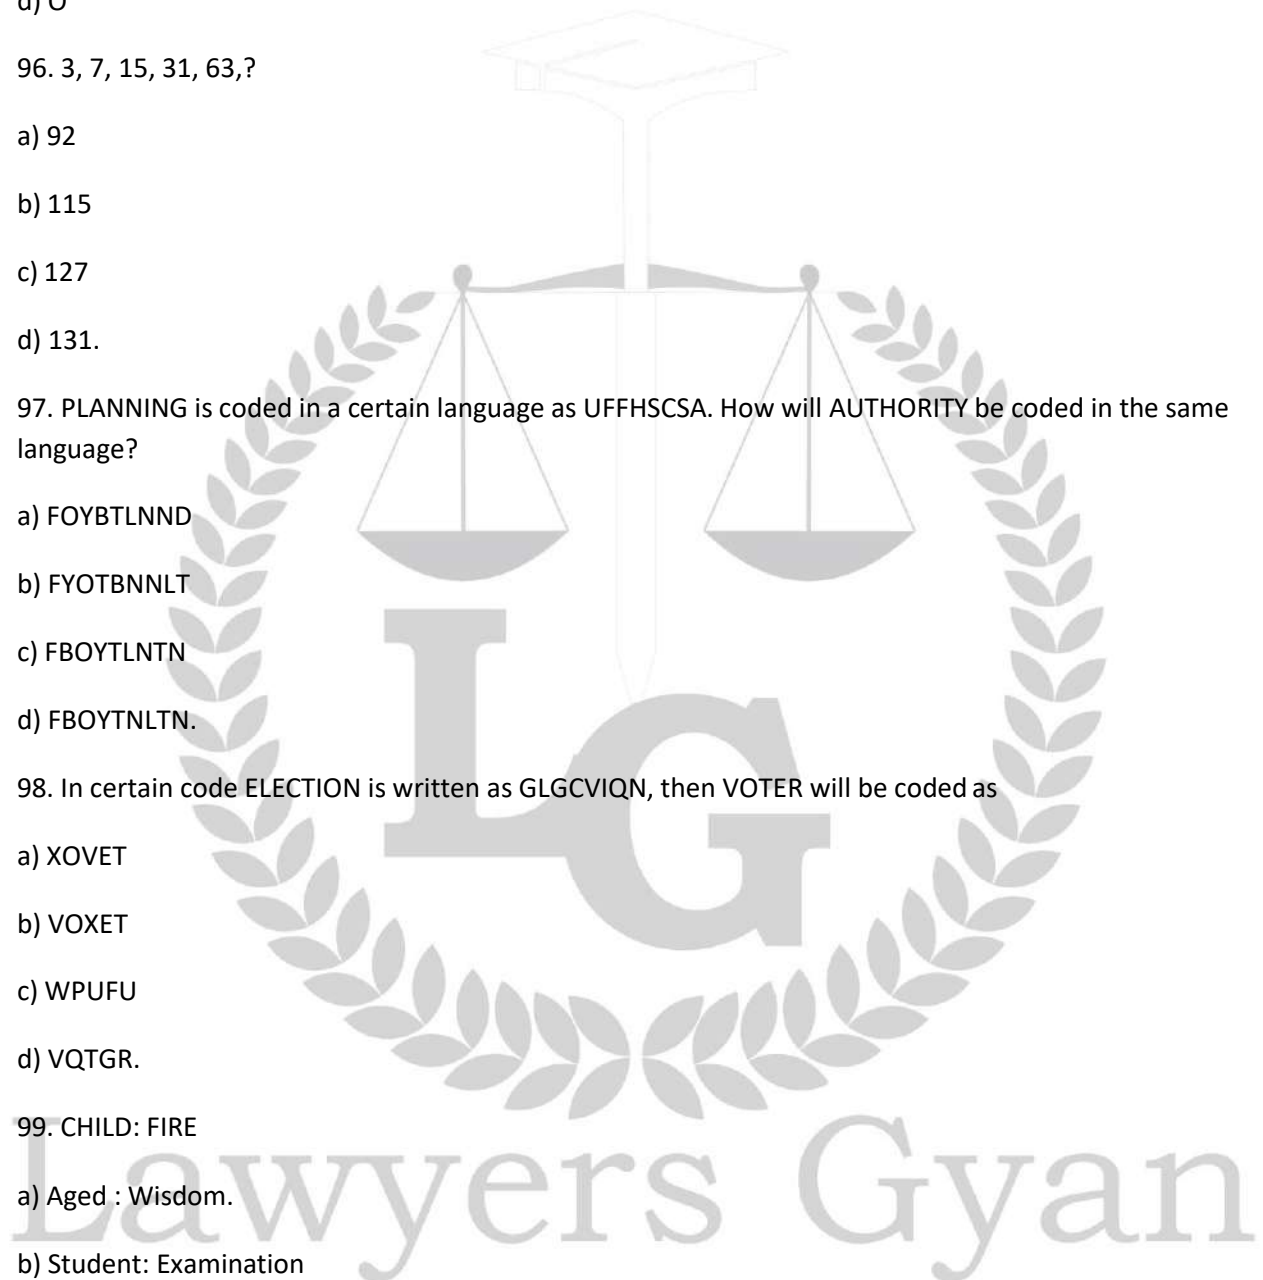 d) O
96. 3, 7, 15, 31, 63,?
a) 92
b) 115
c) 127
d) 131.
97. PLANNING is coded in a certain language as UFFHSCSA. How will AUTHORITY be coded in the same
language?
a) FOYBTLNND
b) FYOTBNNLT
c) FBOYTLNTN
d) FBOYTNLTN.
98. In certain code ELECTION is written as GLGCVIQN, then VOTER will be coded as
a) XOVET
b) VOXET
c) WPUFU
d) VQTGR.
99. CHILD: FIRE
a) Aged : Wisdom.
b) Student: Examination
LG
Lawyers Gyan